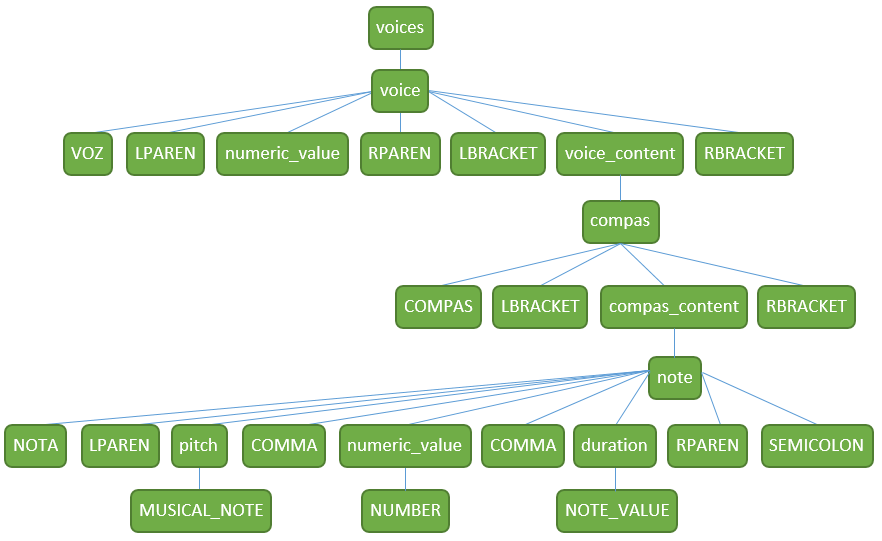 voices
voice
VOZ LPAREN numeric_value RPAREN LBRACKET voice_content RBRACKET
compas
COMPAS LBRACKET compas_content RBRACKET
note
NOTA LPAREN pitch COMMA numeric_value COMMA duration RPAREN SEMICOLON
MUSICAL_NOTE NUMBER NOTE_VALUE